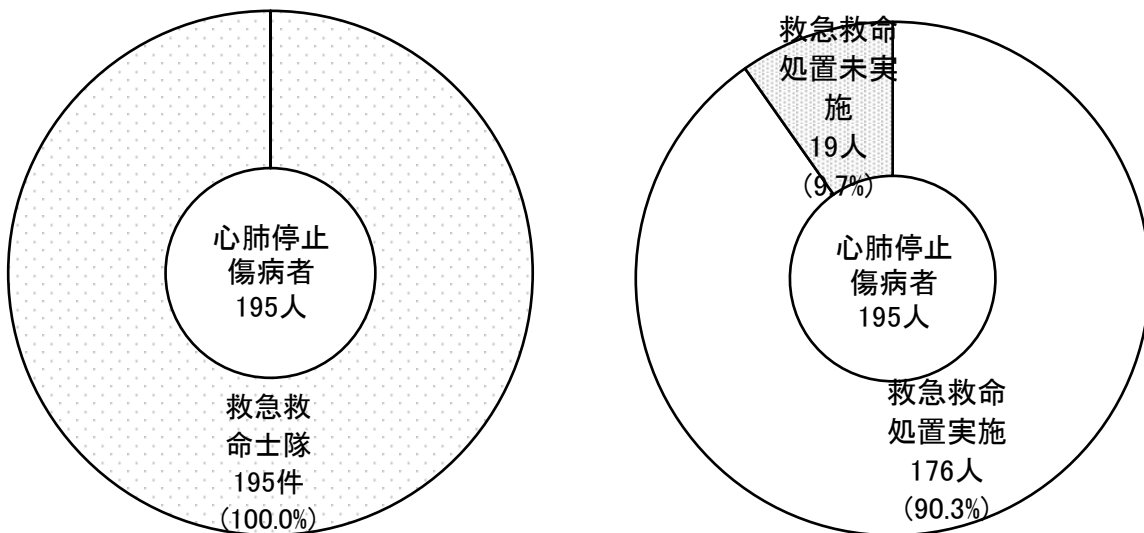 心肺停止
傷病者
195人
救急救
命士隊
195件
(100.0%)
救急救命
処置未実
施
19人
(9.7%)
心肺停止
傷病者
195人
救急救命
処置実施
176人
(90.3%)